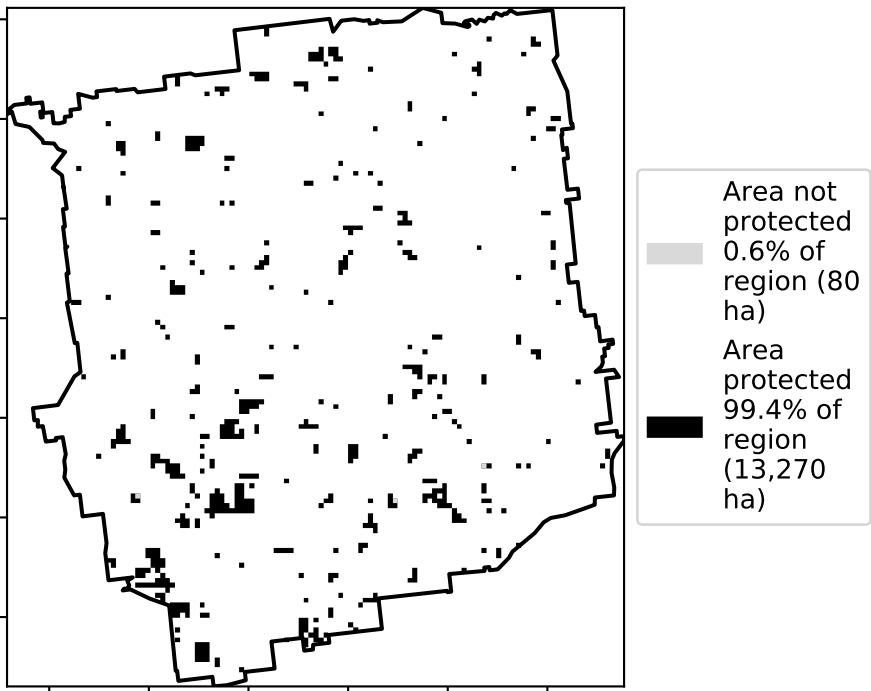 Area not
protected
0.6% of
region (80
ha)
Area
protected
99.4% of
region
(13,270
ha)